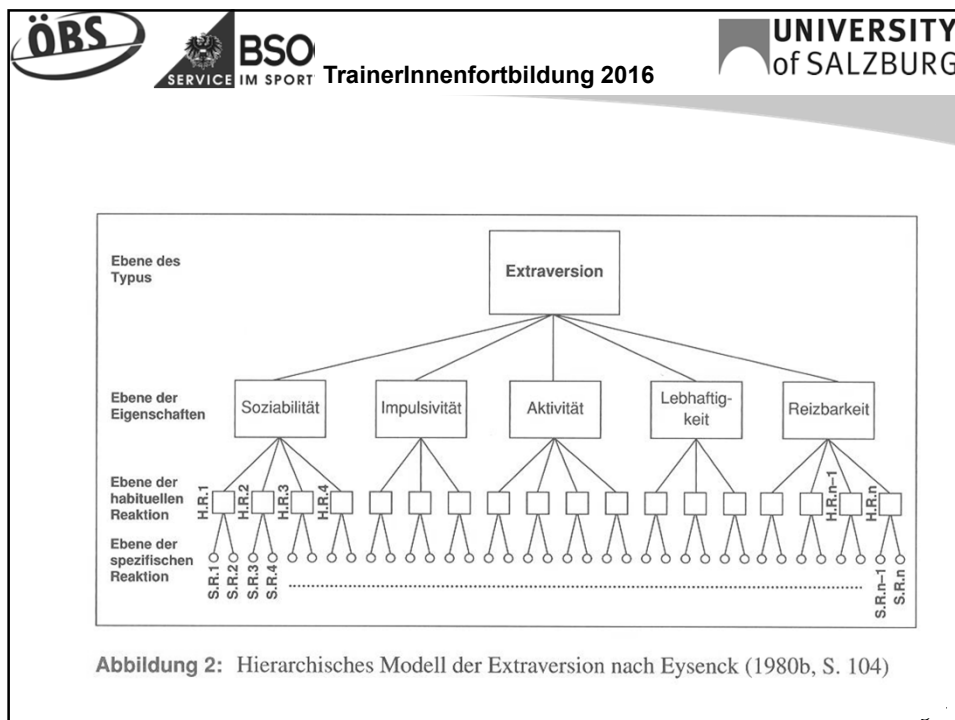 ÖBS
BSO
SERVICE IM SPORT
TrainerInnenfortbildung 2016
UNIVERSITY
of SALZBURG
Ebene des
Typus
Extraversion
Ebene der
Eigenschaften
Soziabilität
Impulsivität
Aktivität
Lebhaftig-
keit
Reizbarkeit
Ebene der
habituellen
Reaktion
H.R.1
H.R.2
H.R.3
H.R.4
H.R.n–1
H.R.n
Ebene der
spezifischen
Reaktion
S.R.1
S.R.2
S.R.3
S.R.4
S.R.n–1
S.R.n
Abbildung 2: Hierarchisches Modell der Extraversion nach Eysenck (1980b, S. 104)